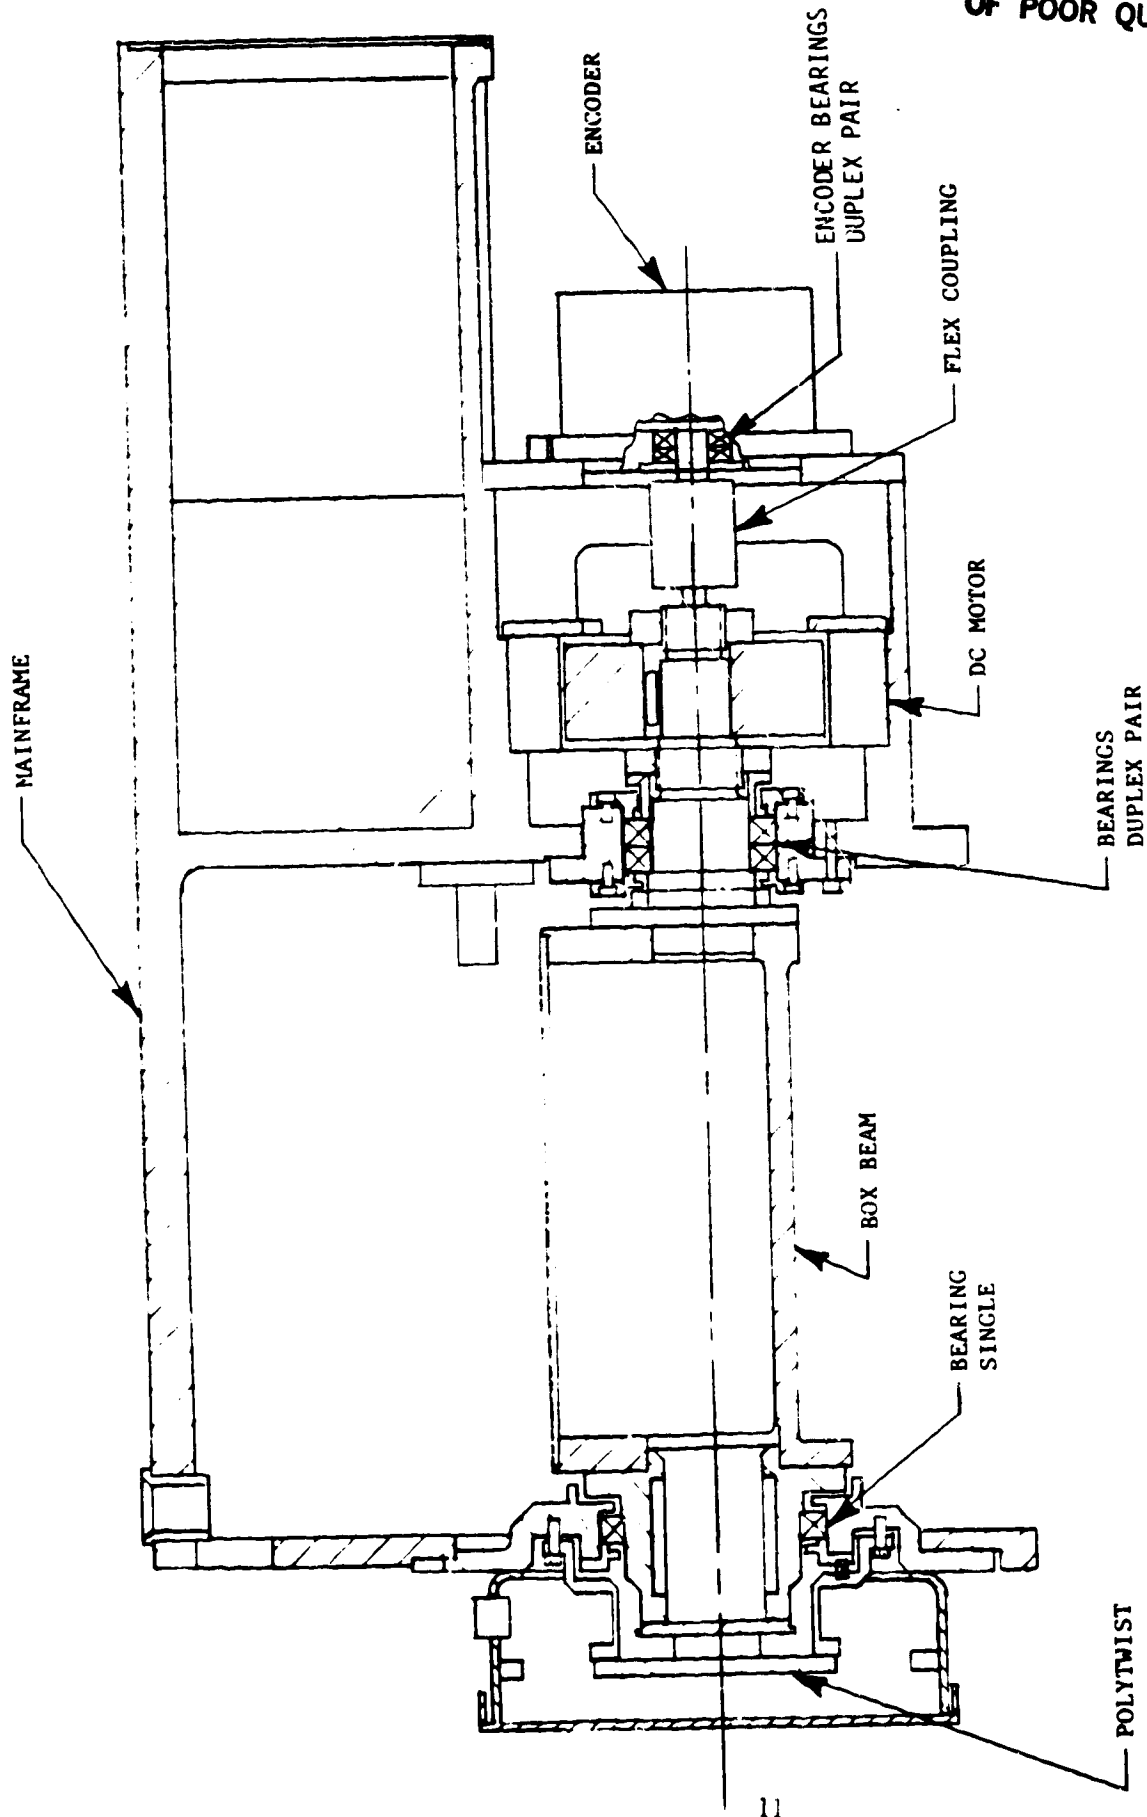 OF POOR QU
MAINFRAME
ENCODER
ENCODER BEARINGS
DUPLEX PAIR
FLEX COUPLING
DC MOTOR
BEARINGS
DUPLEX PAIR
BOX BEAM
BEARING
SINGLE
POLYTWIST
11